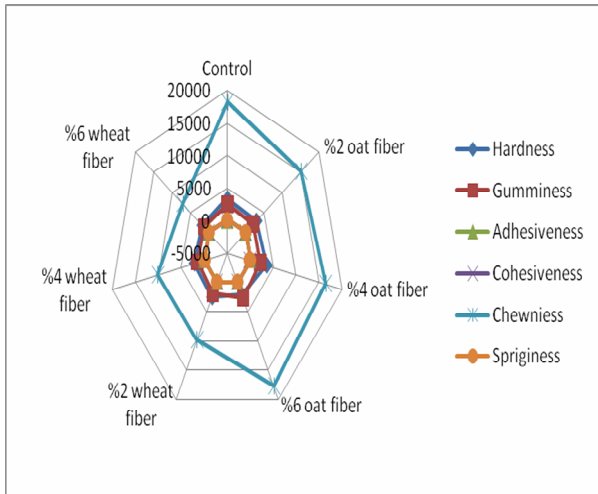 Control
20000
15000
10000
5000
0
-5000
%2 oat fiber
%4 oat fiber
%6 oat fiber
%2 wheat
fiber
%4 wheat
fiber
%6 wheat
fiber
Hardness
Gumminess
Adhesiveness
Cohesiveness
Chewniess
Spriginess